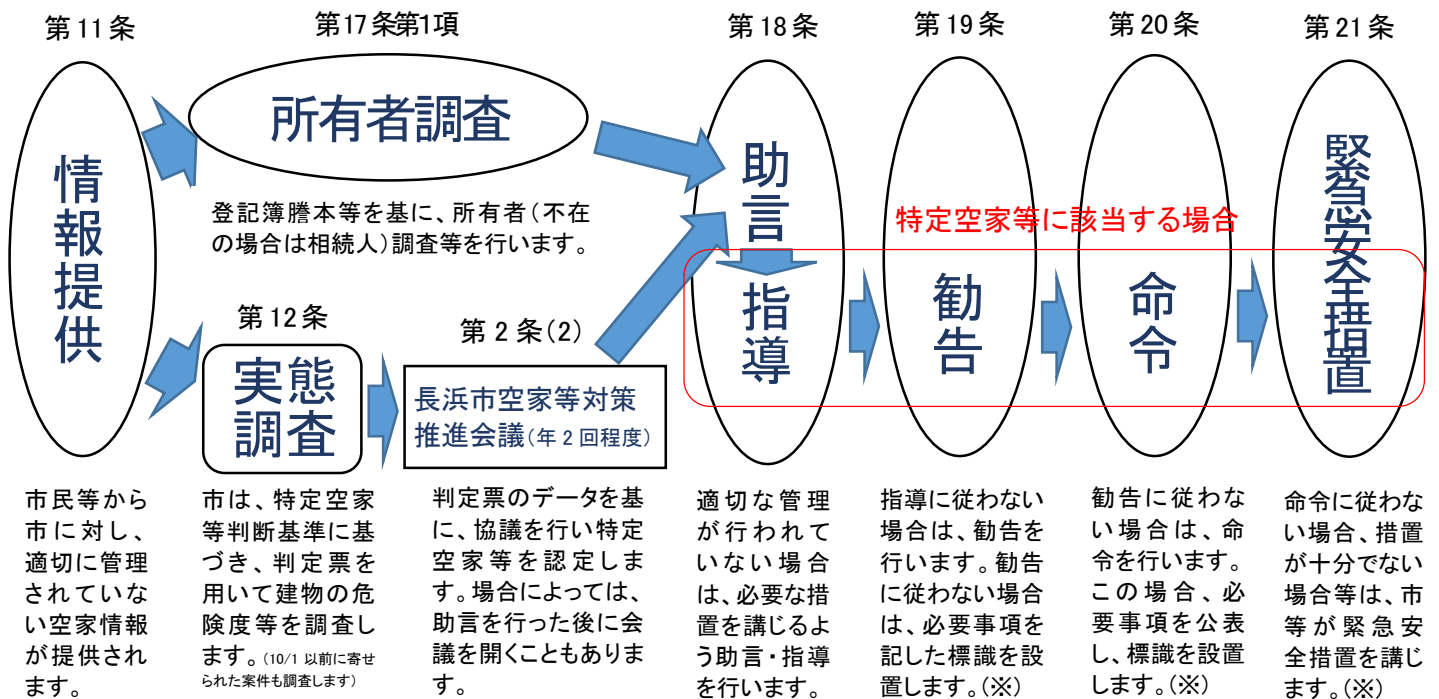 第11条
第17条第1項
第18条
第19条
第20条
第21条
情報提供
所有者調査
登記簿謄本等を基に、所有者(不在
の場合は相続人)調査等を行います。
第12条
実態
調査
第2条(2)
長浜市空家等対策
推進会議(年2回程度)
助言
指導
特定空家等に該当する場合
勧告
命令
緊急安全措置
市民等から
市に対し、
適切に管理
されていな
い空家情報
が提供され
ます。
市は、特定空家
等判断基準に基
づき、判定票を
用いて建物の危
険度等を調査し
ます。(10/1以前に寄せ
られた案件も調査します)
判定票のデータを基
に、協議を行い特定
空家等を認定しま
す。場合によっては、
助言を行った後に会
議を開くこともありま
す。
適切な管理
が行われて
いない場合
は、必要な措
置を講じるよ
う助言・指導
を行います。
指導に従わない
場合は、勧告を
行います。勧告
に従わない場合
は、必要事項を
記した標識を設
置します。(※)
勧告に従わな
い場合は、命
令を行います。
この場合、必
要事項を公表
し、標識を設置
します。(※)
命令に従わな
い場合、措置
が十分でない
場合等は、市
等が緊急安
全措置を講じ
ます。(※)